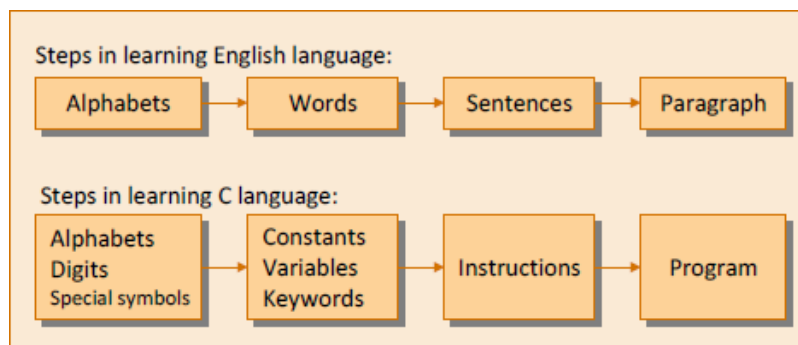 Steps in learning English language:
Alphabets
Words
Sentences
Paragraph
Steps in learning C language:
Alphabets
Digits
Special symbols
Constants
Variables
Keywords
Instructions
Program